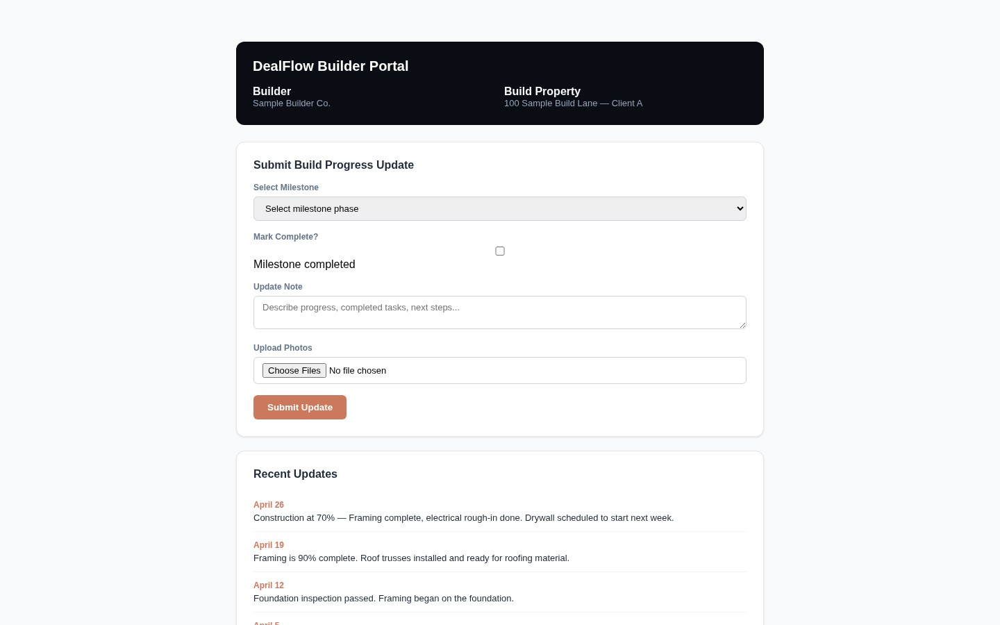 DealFlow Builder Portal
Builder
Build Property
Sample Builder Co.
100 Sample Build Lane — Client A
Submit Build Progress Update
Select Milestone
Select milestone phase
Mark Complete?
Milestone completed
Update Note
Describe progress, completed tasks, next steps...
Upload Photos
Choose Files No file chosen
Submit Update
Recent Updates
April 26
Construction at 70% — Framing complete, electrical rough-in done. Drywall scheduled to start next week.
April 19
Framing is 90% complete. Roof trusses installed and ready for roofing material.
April 12
Foundation inspection passed. Framing began on the foundation.
April 5